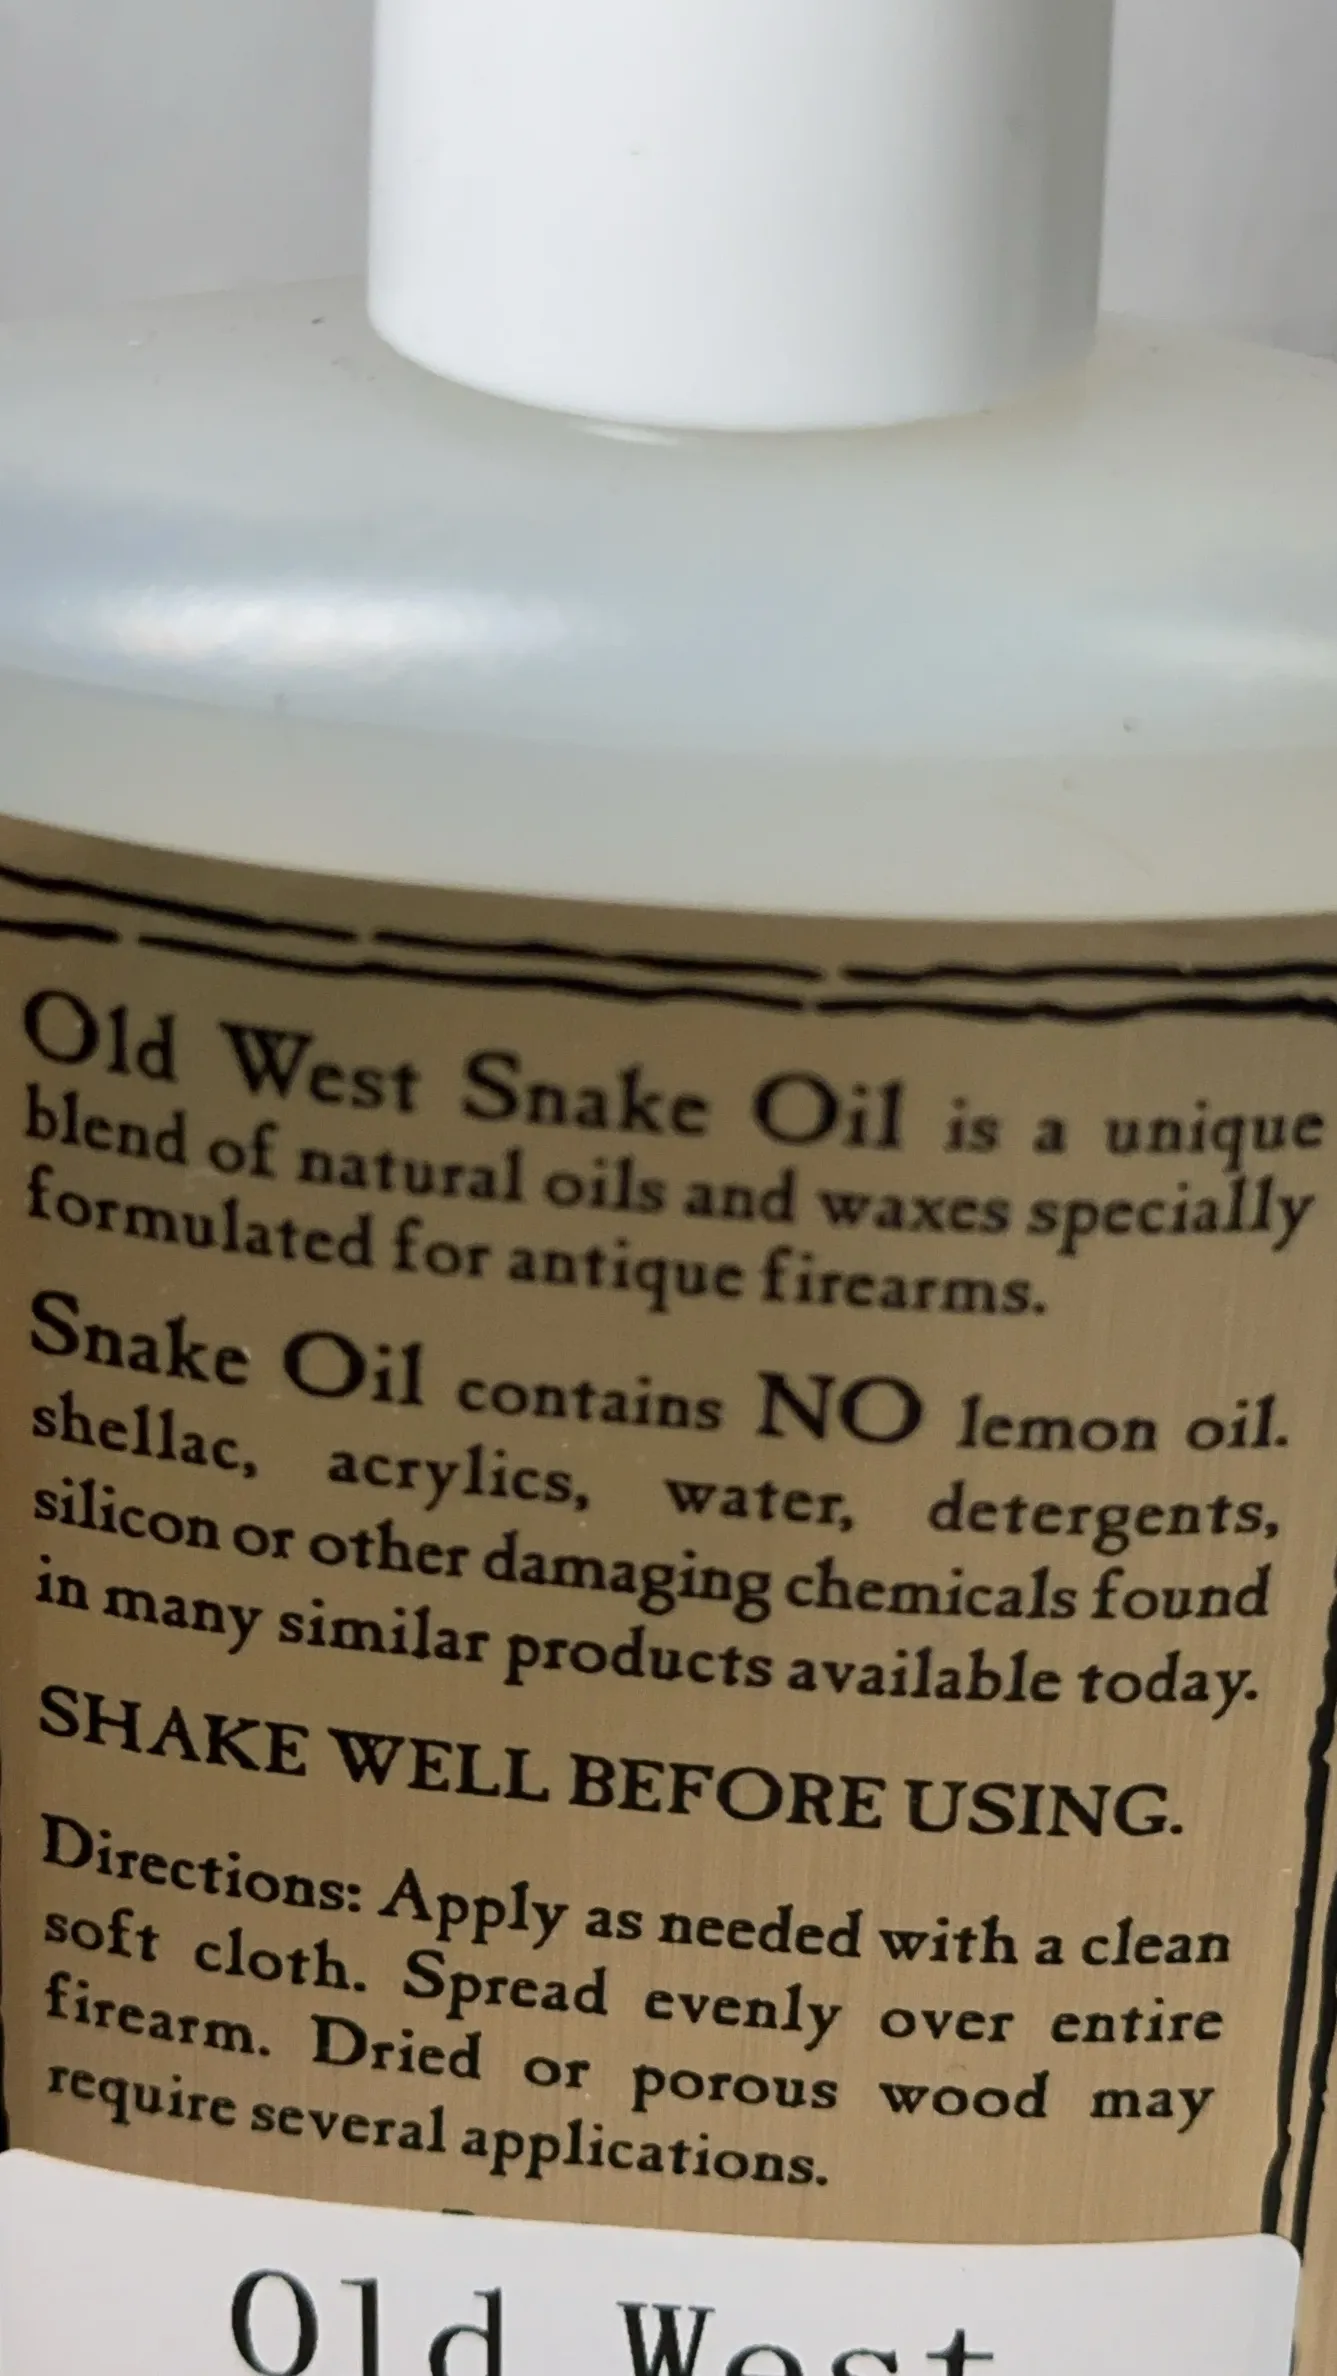 Old West Snake Oil is a unique
blend of natural oils and waxes specially
formulated for antique firearms.
Snake Oil contains NO lemon oil.
shellac, acrylics, water, detergents,
silicon or other damaging chemicals found
in many similar products available today.
SHAKE WELL BEFORE USING.
Directions: Apply as needed with a clean
soft cloth. Spread evenly over entire
firearm. Dried or porous wood may
require several applications.
Old West